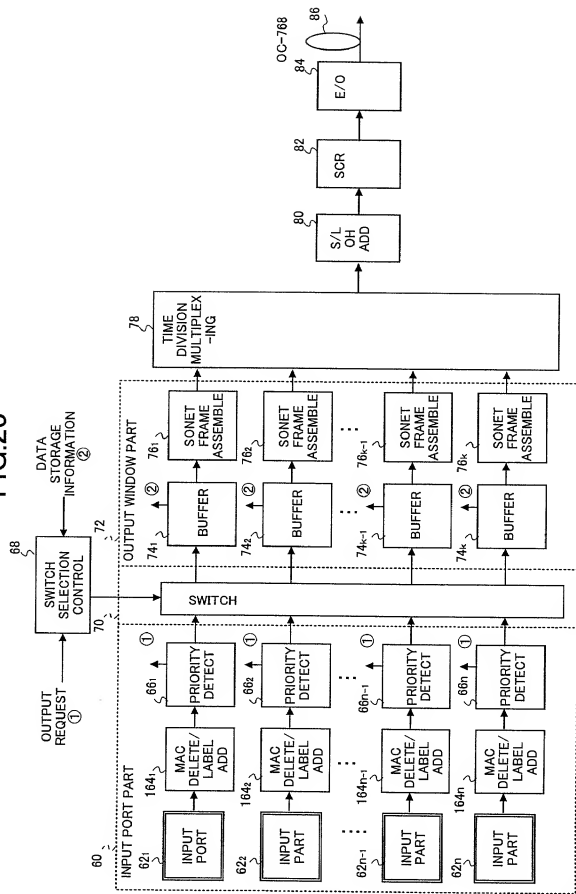 FIG.20
OUTPUT
REQUEST
①
68
SWITCH
SELECTION
CONTROL
DATA
STORAGE
INFORMATION
②
60
INPUT PORT PART
70
SWITCH
72
OUTPUT WINDOW PART
62₁
INPUT
PORT
164₁
MAC
DELETE/
LABEL
ADD
66₁
①
PRIORITY
DETECT
74₁
②
BUFFER
76₁
SONET
FRAME
ASSEMBLE
62₂
INPUT
PORT
164₂
MAC
DELETE/
LABEL
ADD
66₂
①
PRIORITY
DETECT
74₂
②
BUFFER
76₂
SONET
FRAME
ASSEMBLE
62n-1
INPUT
PART
164n-1
MAC
DELETE/
LABEL
ADD
66n-1
①
PRIORITY
DETECT
74k-1
②
BUFFER
76k-1
SONET
FRAME
ASSEMBLE
62n
INPUT
PART
164n
MAC
DELETE/
LABEL
ADD
66n
①
PRIORITY
DETECT
74k
②
BUFFER
76k
SONET
FRAME
ASSEMBLE
78
TIME
DIVISION
MULTIPLEX
-ING
80
S/L
OH
ADD
82
SCR
84
E/O
OC-768
86